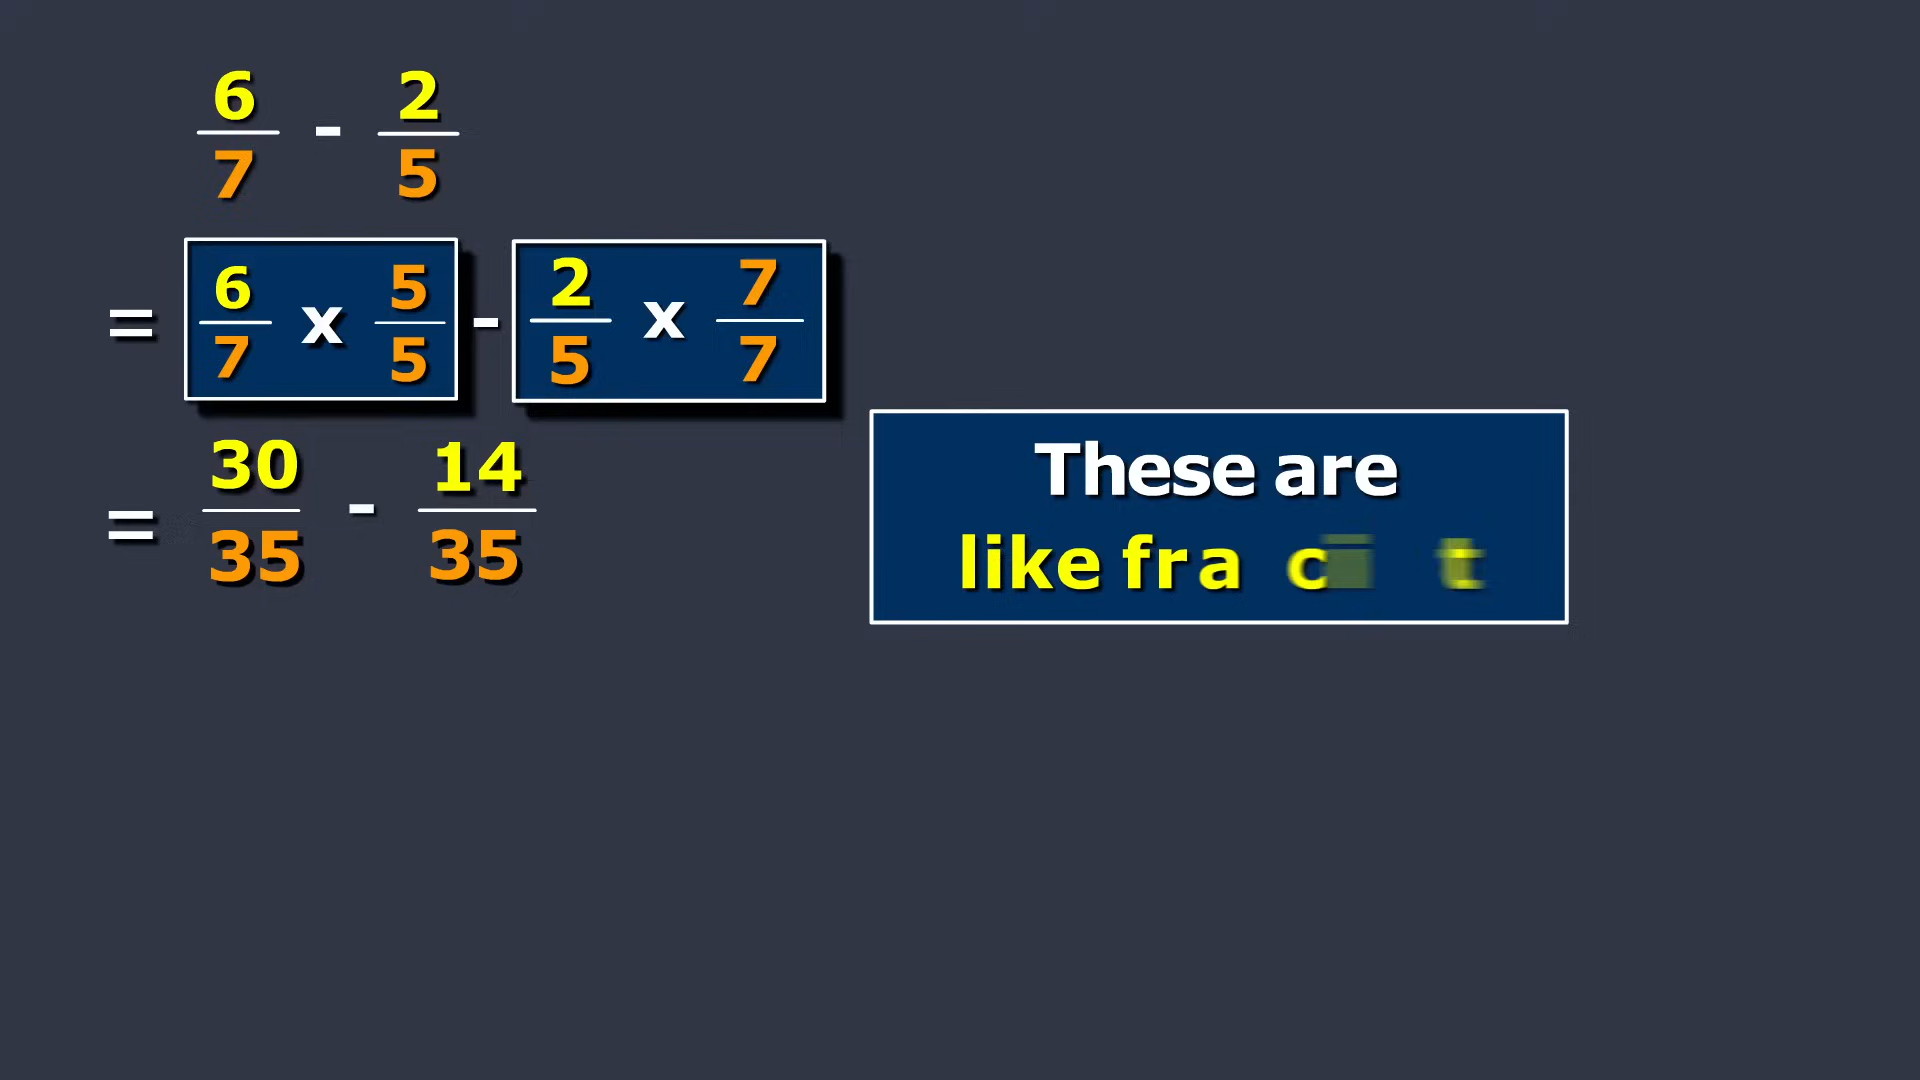 6/7 - 2/5
= 6/7 x 5/5 - 2/5 x 7/7
= 30/35 - 14/35
These are
like